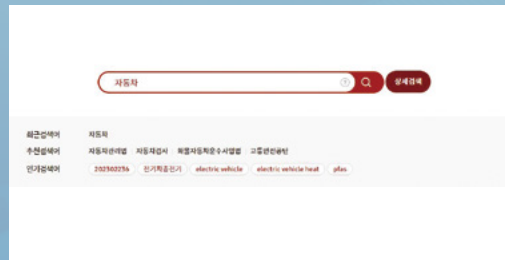 자동차 ? 상세검색
최근검색어 자동차
추천검색어 자동차관리법 자동차검사 화물자동차운수사업법 교통안전공단
인기검색어 202302236 전기차충전기 electric vehicle electric vehicle heat pfas